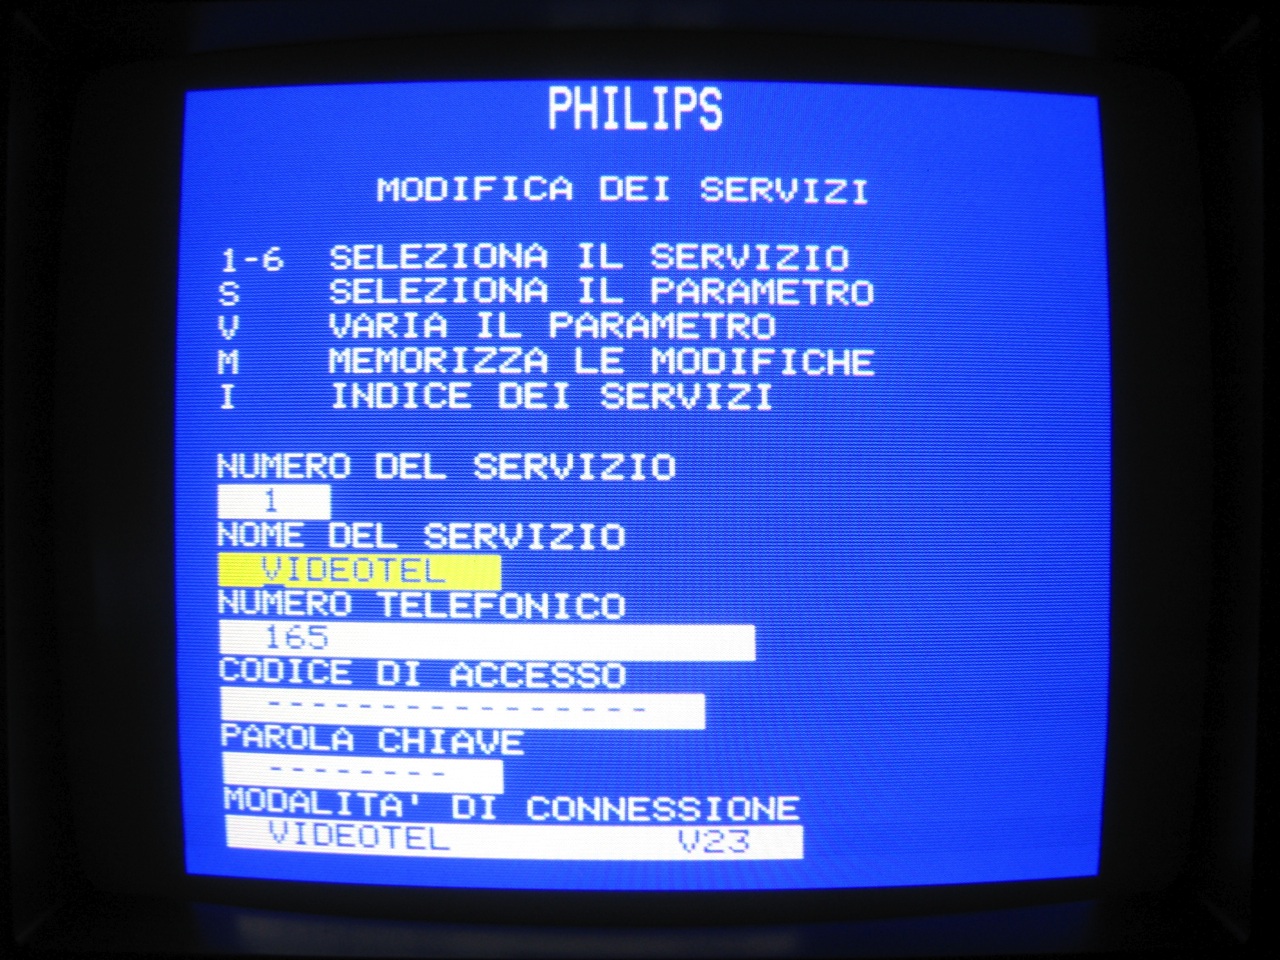 PHILIPS
MODIFICA DEI SERVIZI
1-6 SELEZIONA IL SERVIZIO
S SELEZIONA IL PARAMETRO
V VARIA IL PARAMETRO
M MEMORIZZA LE MODIFICHE
I INDICE DEI SERVIZI
NUMERO DEL SERVIZIO
1
NOME DEL SERVIZIO
VIDEOTEL
NUMERO TELEFONICO
165
CODICE DI ACCESSO
----------------
PAROLA CHIAVE
--------
MODALITA' DI CONNESSIONE
VIDEOTEL V23